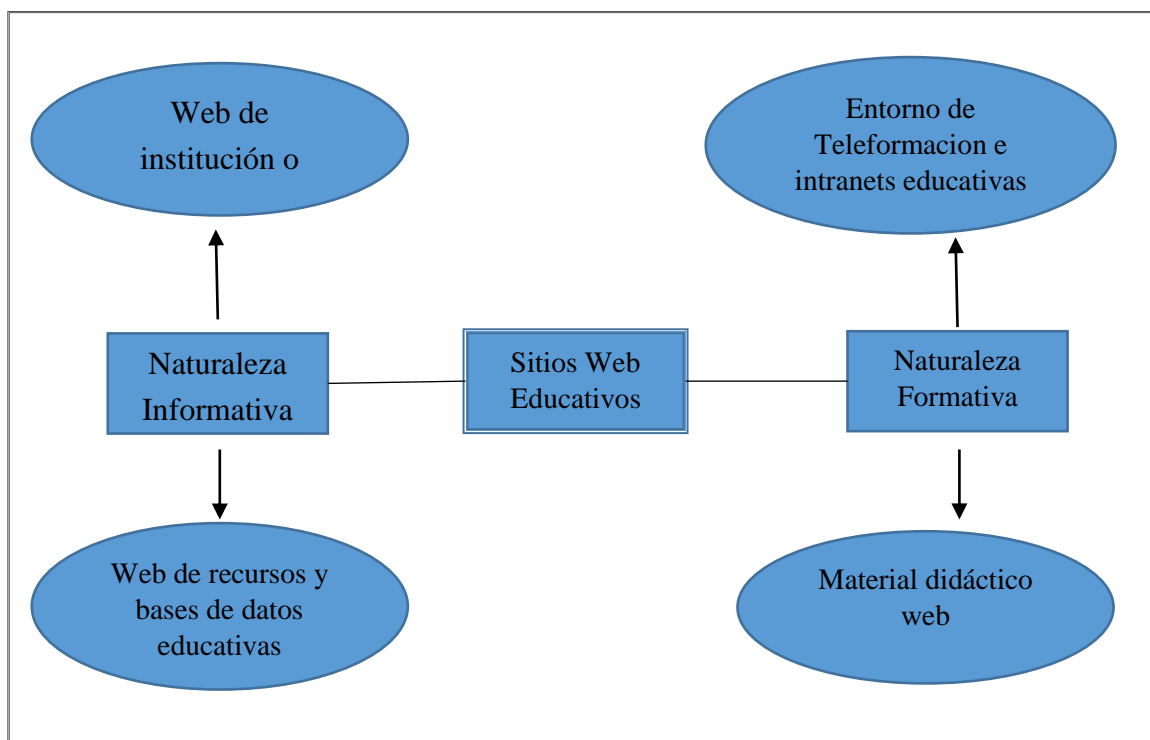 Web de
institución o
Entorno de
Teleformacion e
intranets educativas
Naturaleza
Informativa
Sitios Web
Educativos
Naturaleza
Formativa
Web de recursos y
bases de datos
educativas
Material didáctico
web